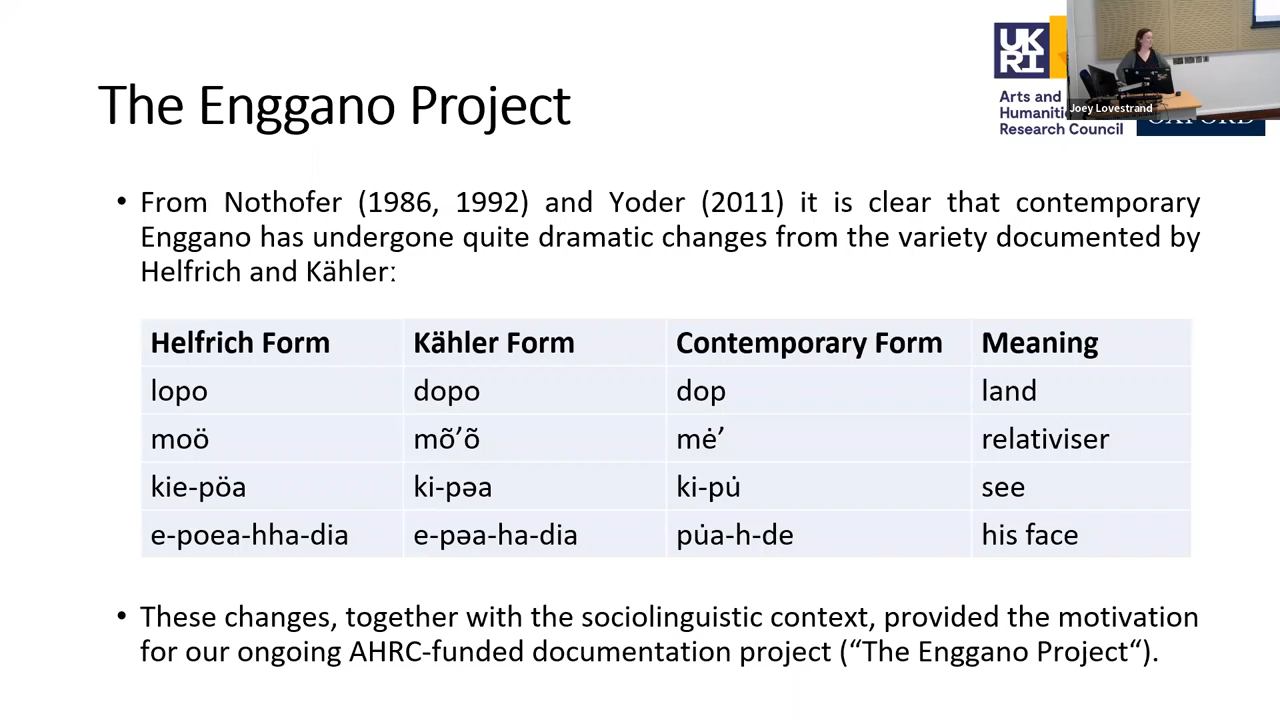 The Enggano Project
UK
RI
Arts and
Humaniti
Research Council
Joey Lovestrand
OXFORD
• From Nothofer (1986, 1992) and Yoder (2011) it is clear that contemporary
Enggano has undergone quite dramatic changes from the variety documented by
Helfrich and Kähler:
Helfrich Form Kähler Form Contemporary Form Meaning
lopo dopo dop land
moö mõ’õ mė’ relativiser
kie-pöa ki-pəa ki-pu̇ see
e-poea-hha-dia e-pəa-ha-dia pu̇a-h-de his face
• These changes, together with the sociolinguistic context, provided the motivation
for our ongoing AHRC-funded documentation project (“The Enggano Project“).